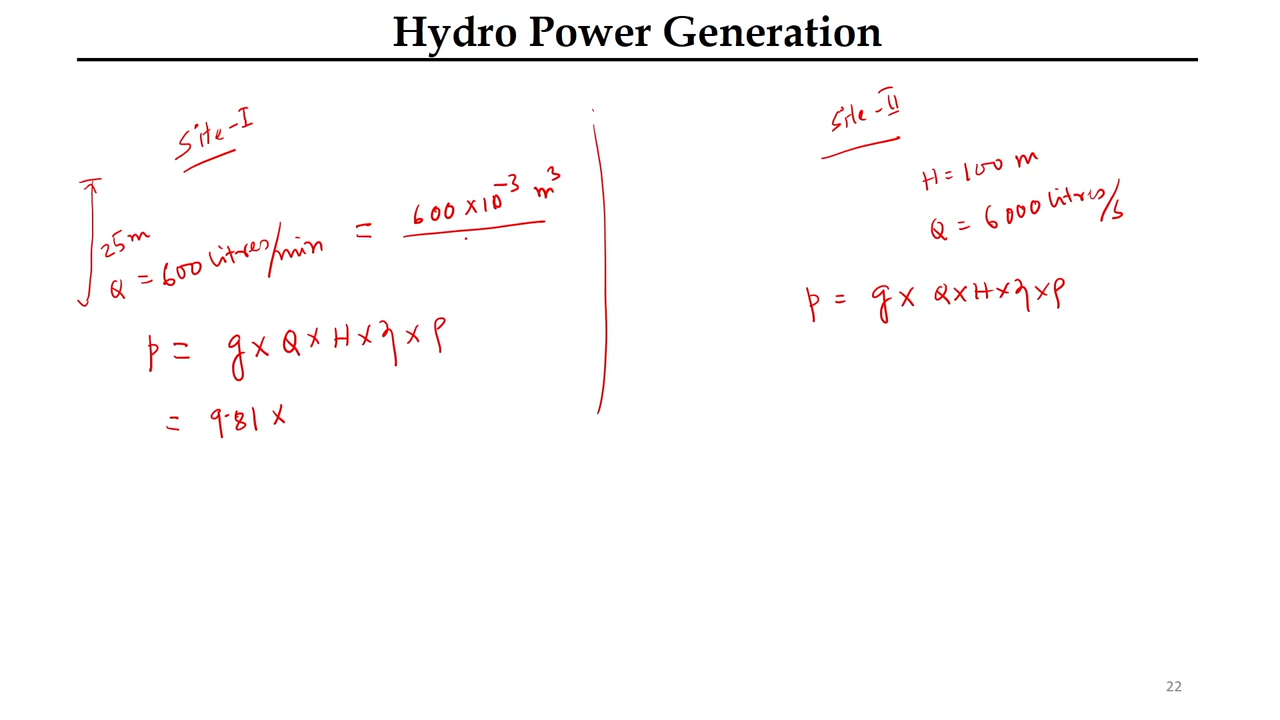 Hydro Power Generation
Site-I
25m
Q = 600 litres/min = 600 × 10⁻³ m³
p = g × Q × H × η × ρ
= 9.81 ×
Site-II
H = 100 m
Q = 6000 litres/s
p = g × Q × H × η × ρ
22